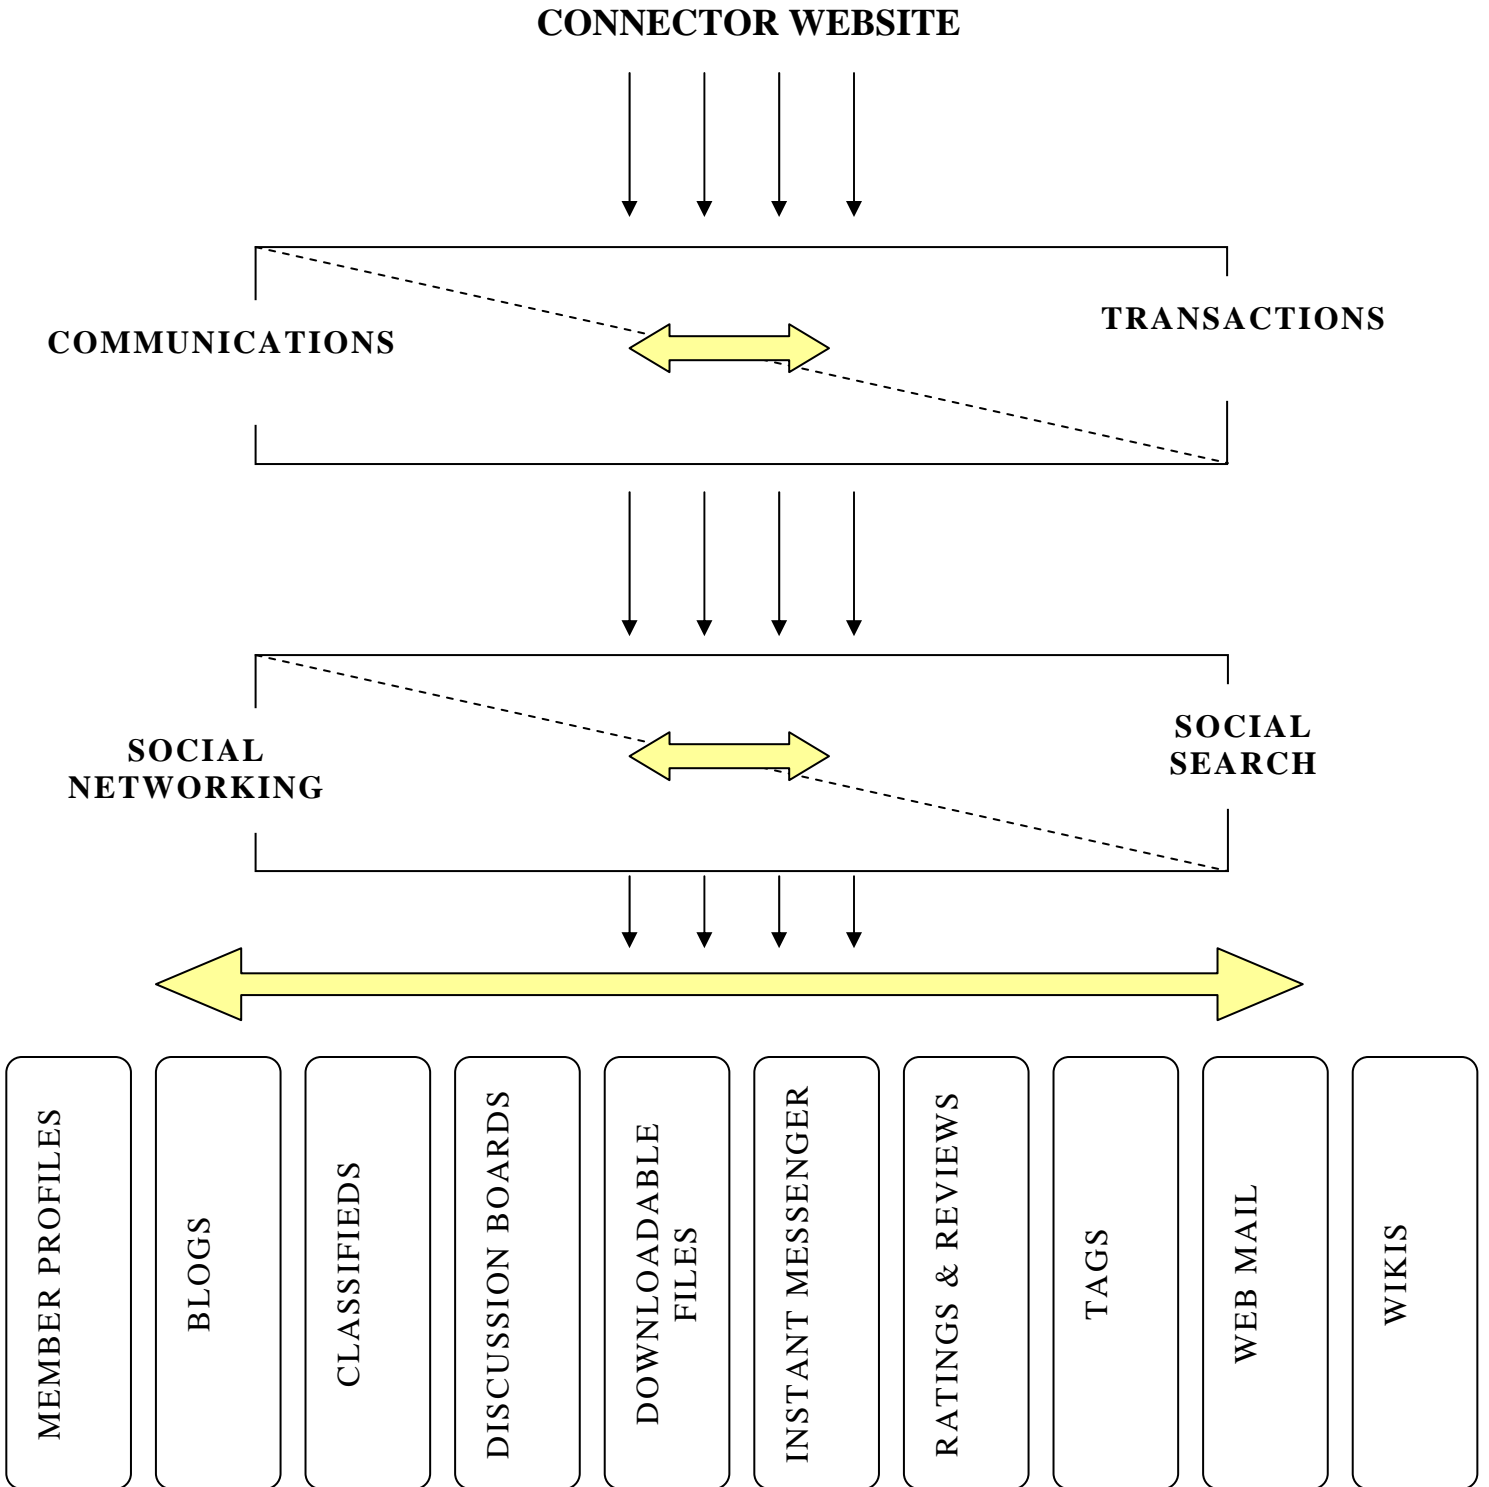 CONNECTOR WEBSITE
COMMUNICATIONS
TRANSACTIONS
SOCIAL
NETWORKING
SOCIAL
SEARCH
MEMBER PROFILES
BLOGS
CLASSIFIEDS
DISCUSSION BOARDS
DOWNLOADABLE
FILES
INSTANT MESSENGER
RATINGS & REVIEWS
TAGS
WEB MAIL
WIKIS